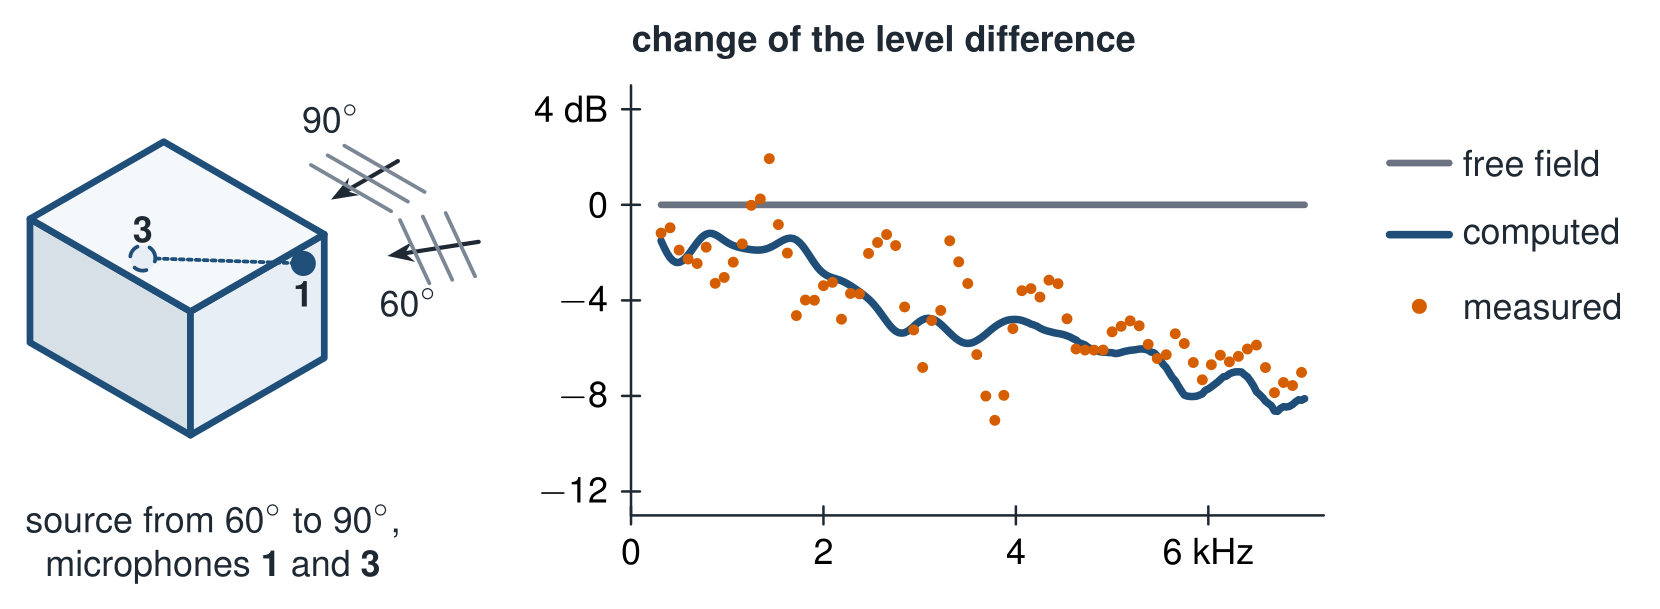 change of the level difference
90°
3
1
60°
source from 60° to 90°,
microphones 1 and 3
4 dB
0
−4
−8
−12
0 2 4 6 kHz
free field
computed
measured